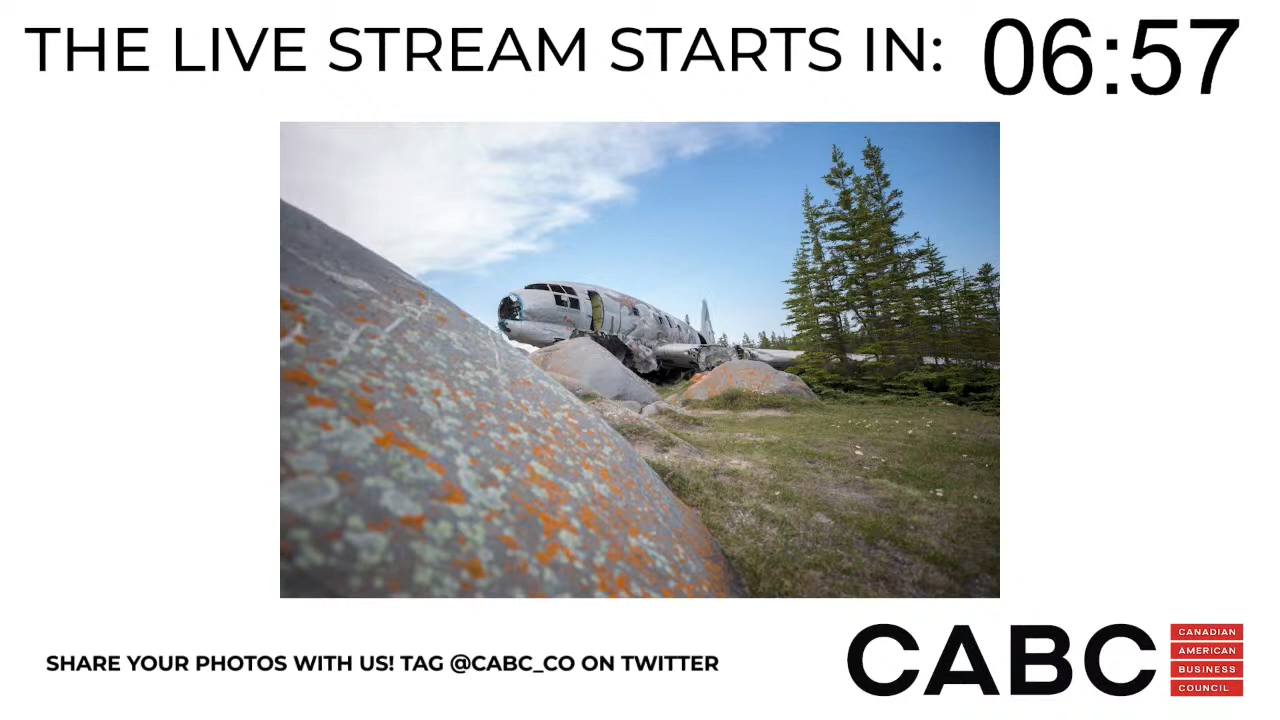 THE LIVE STREAM STARTS IN: 06:57
SHARE YOUR PHOTOS WITH US! TAG @CABC_CO ON TWITTER
CABC
CANADIAN
AMERICAN
BUSINESS
COUNCIL